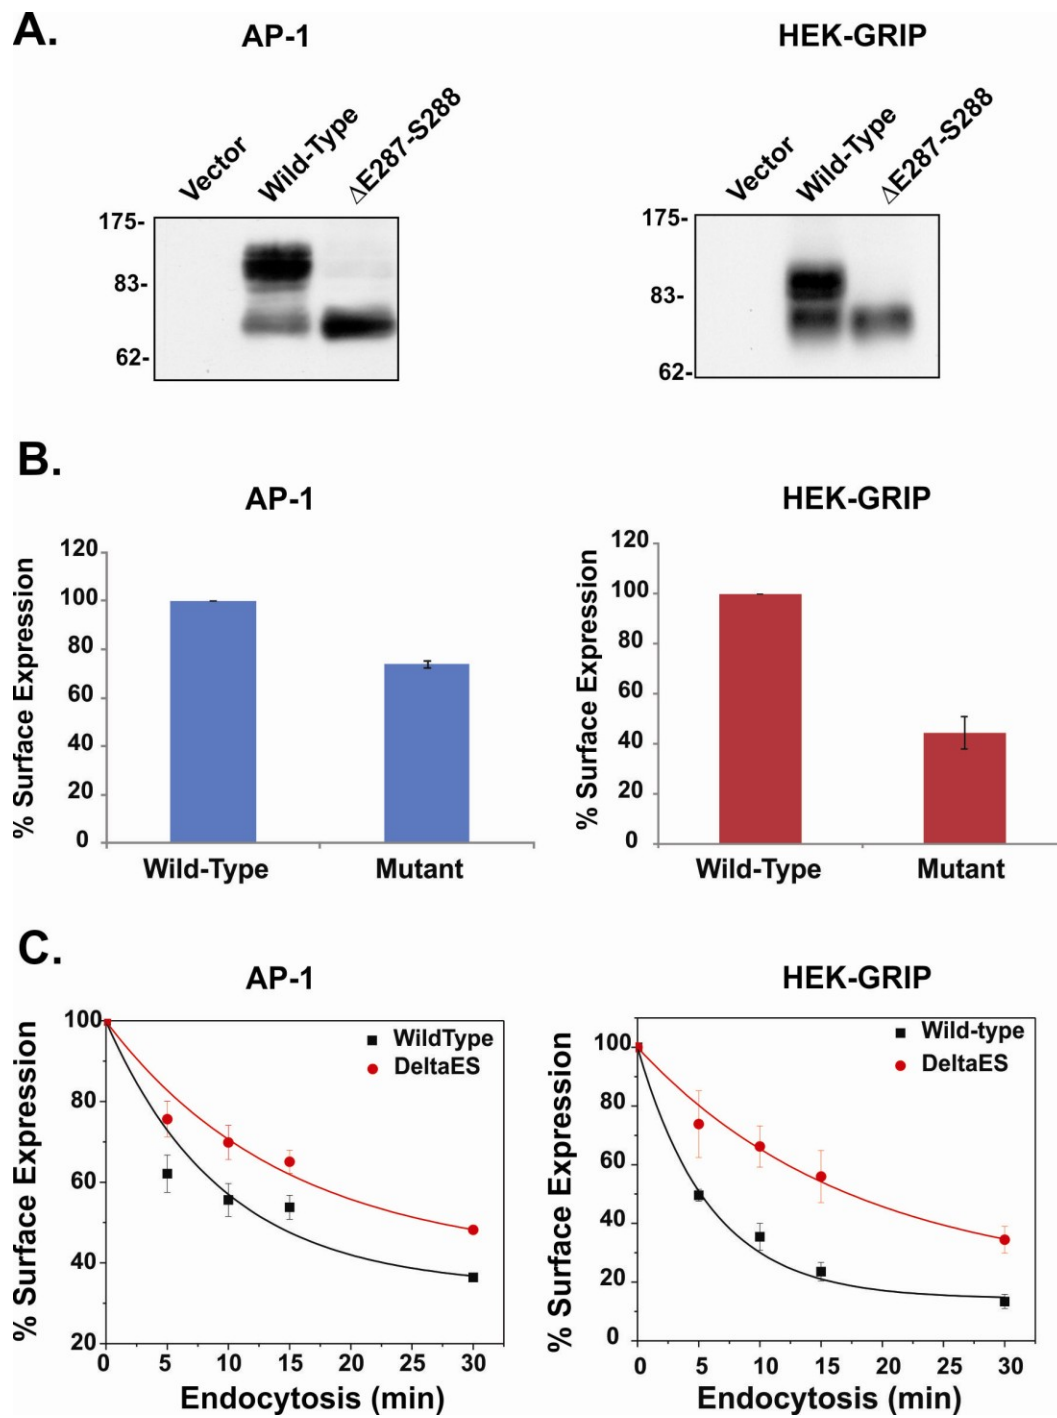 A.
AP-1
HEK-GRIP
Vector
Wild-Type
ΔE287-S288
175-
83-
62-
Vector
Wild-Type
ΔE287-S288
175-
83-
62-
B.
AP-1
HEK-GRIP
% Surface Expression
120
100
80
60
40
20
0
Wild-Type
Mutant
% Surface Expression
120
100
80
60
40
20
0
Wild-Type
Mutant
C.
AP-1
HEK-GRIP
% Surface Expression
100
80
60
40
20
WildType
DeltaES
0 5 10 15 20 25 30
Endocytosis (min)
% Surface Expression
100
80
60
40
20
0
Wild-type
DeltaES
0 5 10 15 20 25 30
Endocytosis (min)